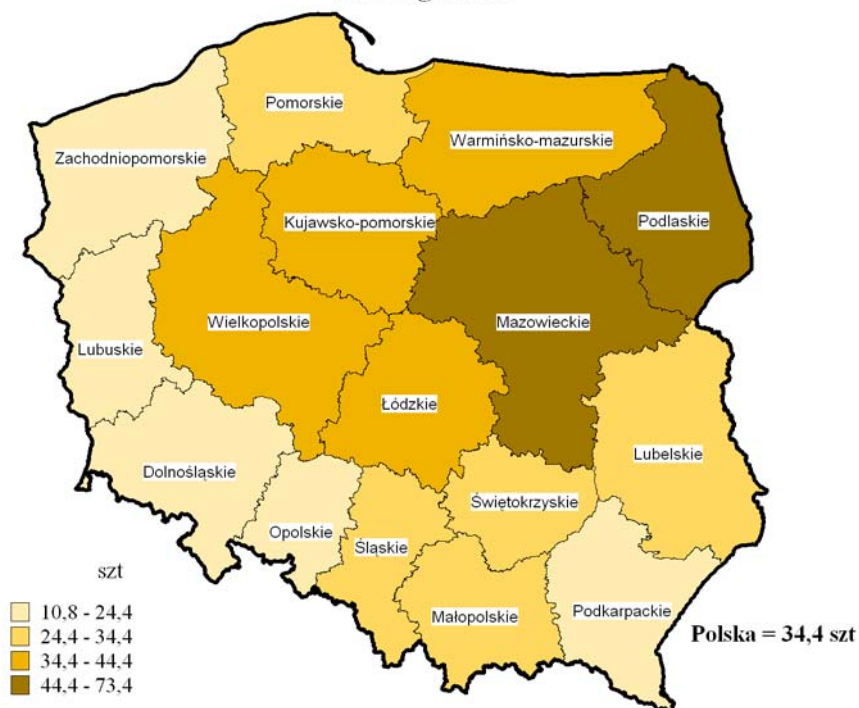 Pomorskie
Warmińsko-mazurskie
Zachodniopomorskie
Podlaskie
Kujawsko-pomorskie
Wielkopolskie
Mazowieckie
Lubuskie
Łódzkie
Lubelskie
Dolnośląskie
Świętokrzyskie
Opolskie
Śląskie
Małopolskie
Podkarpackie
szt
10,8 - 24,4
24,4 - 34,4
34,4 - 44,4
44,4 - 73,4
Polska = 34,4 szt